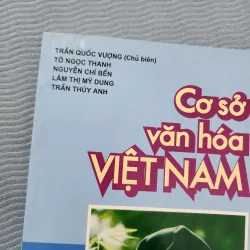 TRẦN QUỐC VƯỢNG (Chủ biên)
TÔ NGỌC THANH
NGUYỄN CHÍ BỀN
LÂM THỊ MỸ DUNG
TRẦN THÚY ANH
Cơ sở
văn hóa
VIỆT NAM